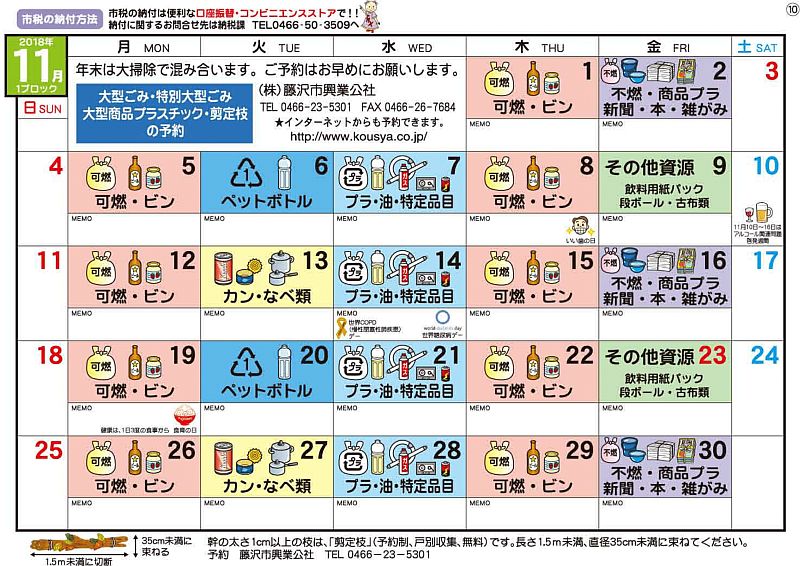 ⑩
市税の納付方法
市税の納付は便利な口座振替・コンビニエンスストアで!!
納付に関するお問合せ先は納税課 TEL0466-50-3509へ
2018年
11月
1ブロック
日 SUN
月 MON
火 TUE
水 WED
木 THU
金 FRI
土 SAT
年末は大掃除で混み合います。ご予約はお早めにお願いします。
大型ごみ・特別大型ごみ
大型商品プラスチック・剪定枝
の予約
(株)藤沢市興業公社
TEL 0466-23-5301 FAX 0466-26-7684
★インターネットからも予約できます。
http://www.kousya.co.jp/
可燃 1
可燃・ビン
MEMO
不燃 2
不燃・商品プラ
新聞・本・雑がみ
MEMO
3
4
可燃 5
可燃・ビン
MEMO
1 6
ペットボトル
MEMO
プラ 7
プラ・油・特定品目
MEMO
可燃 8
可燃・ビン
MEMO
いい歯の日
その他資源 9
飲料用紙パック
段ボール・古布類
MEMO
10
11月10日~16日は
アルコール関連問題
啓発週間
11
可燃 12
可燃・ビン
MEMO
13
カン・なべ類
MEMO
プラ 14
プラ・油・特定品目
MEMO
世界COPD
(慢性閉塞性肺疾患)
デー
world diabetes day
世界糖尿病デー
可燃 15
可燃・ビン
MEMO
不燃 16
不燃・商品プラ
新聞・本・雑がみ
MEMO
17
18
可燃 19
可燃・ビン
MEMO
健康は、1日3度の食事から 食育の日
1 20
ペットボトル
MEMO
プラ 21
プラ・油・特定品目
MEMO
可燃 22
可燃・ビン
MEMO
その他資源 23
飲料用紙パック
段ボール・古布類
MEMO
24
25
可燃 26
可燃・ビン
MEMO
27
カン・なべ類
MEMO
プラ 28
プラ・油・特定品目
MEMO
可燃 29
可燃・ビン
MEMO
不燃 30
不燃・商品プラ
新聞・本・雑がみ
MEMO
35cm未満に
束ねる
1.5m未満に切断
幹の太さ1cm以上の枝は、「剪定枝」(予約制、戸別収集、無料)です。長さ1.5m未満、直径35cm未満に束ねてください。
予約 藤沢市興業公社 TEL 0466-23-5301